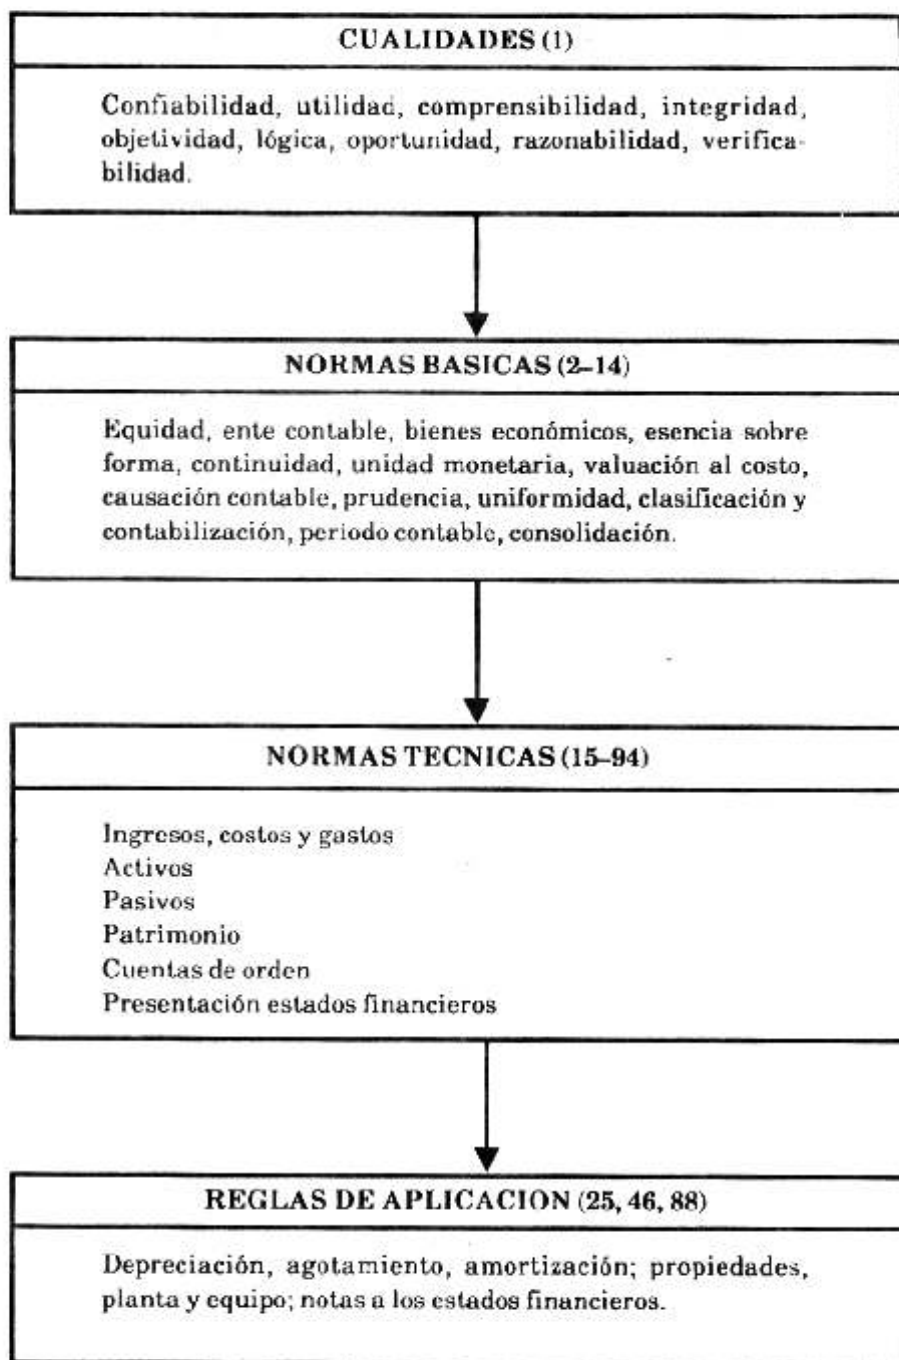 CUALIDADES (1)
Confiabilidad, utilidad, comprensibilidad, integridad,
objetividad, lógica, oportunidad, razonabilidad, verifica-
bilidad.
NORMAS BASICAS (2–14)
Equidad, ente contable, bienes económicos, esencia sobre
forma, continuidad, unidad monetaria, valuación al costo,
causación contable, prudencia, uniformidad, clasificación y
contabilización, periodo contable, consolidación.
NORMAS TECNICAS (15–94)
Ingresos, costos y gastos
Activos
Pasivos
Patrimonio
Cuentas de orden
Presentación estados financieros
REGLAS DE APLICACION (25, 46, 88)
Depreciación, agotamiento, amortización; propiedades,
planta y equipo; notas a los estados financieros.